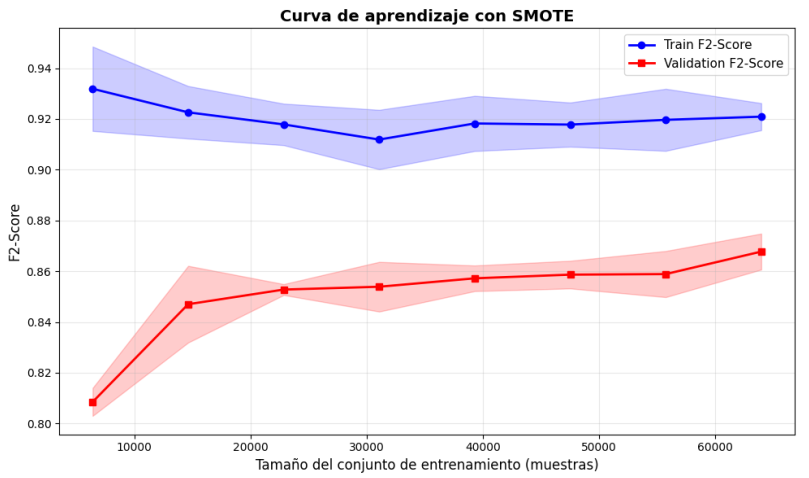 Curva de aprendizaje con SMOTE
Train F2-Score
Validation F2-Score
F2-Score
0.94
0.92
0.90
0.88
0.86
0.84
0.82
0.80
10000 20000 30000 40000 50000 60000
Tamaño del conjunto de entrenamiento (muestras)